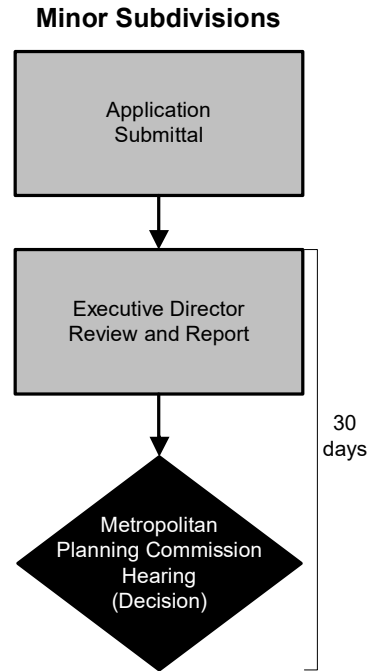 Minor Subdivisions
Application
Submittal
Executive Director
Review and Report
30
days
Metropolitan
Planning Commission
Hearing
(Decision)